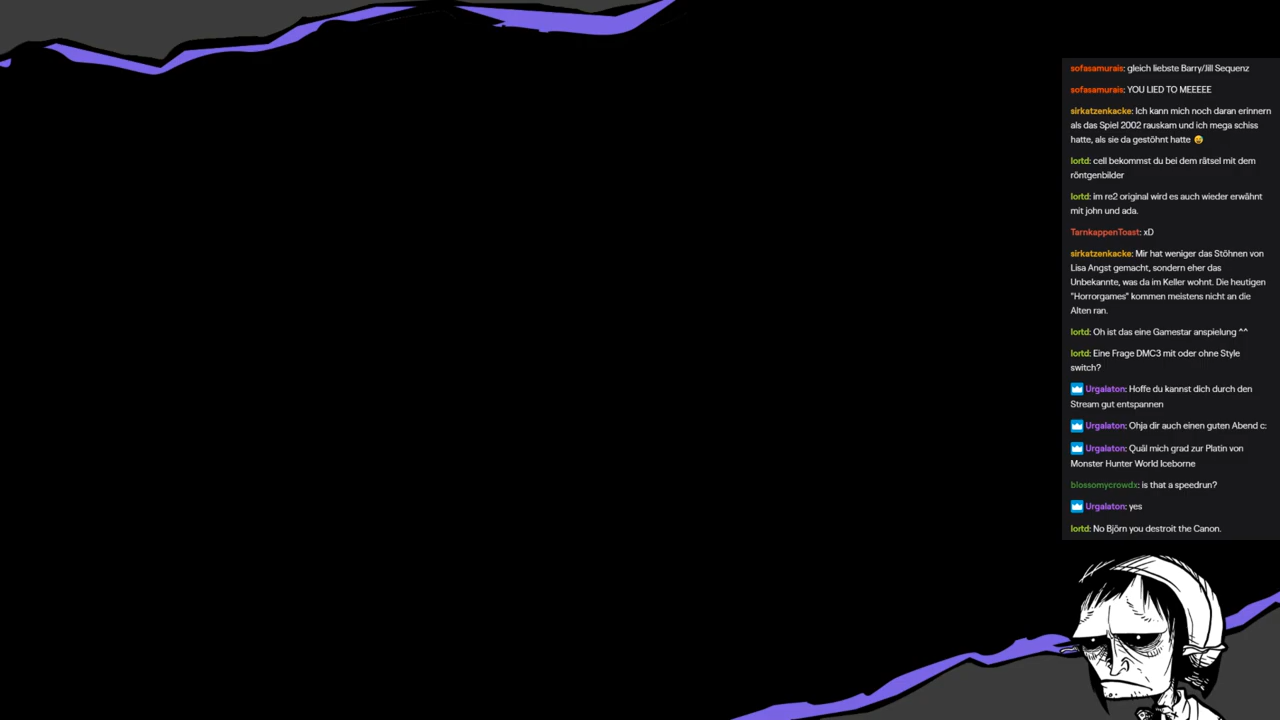 sofasamurais: gleich liebste Barry/Jill Sequenz
sofasamurais: YOU LIED TO MEEEEE
sirkatzenkacke: Ich kann mich noch daran erinnern
als das Spiel 2002 rauskam und ich mega schiss
hatte, als sie da gestöhnt hatte 😅
lortd: cell bekommst du bei dem rätsel mit dem
röntgenbilder
lortd: im re2 original wird es auch wieder erwähnt
mit john und ada.
TarnkappenToast: xD
sirkatzenkacke: Mir hat weniger das Stöhnen von
Lisa Angst gemacht, sondern eher das
Unbekannte, was da im Keller wohnt. Die heutigen
"Horrorgames" kommen meistens nicht an die
Alten ran.
lortd: Oh ist das eine Gamestar anspielung ^^
lortd: Eine Frage DMC3 mit oder ohne Style
switch?
Urgalaton: Hoffe du kannst dich durch den
Stream gut entspannen
Urgalaton: Ohja dir auch einen guten Abend c:
Urgalaton: Quäl mich grad zur Platin von
Monster Hunter World Iceborne
blossomycrowdx: is that a speedrun?
Urgalaton: yes
lortd: No Björn you destroit the Canon.